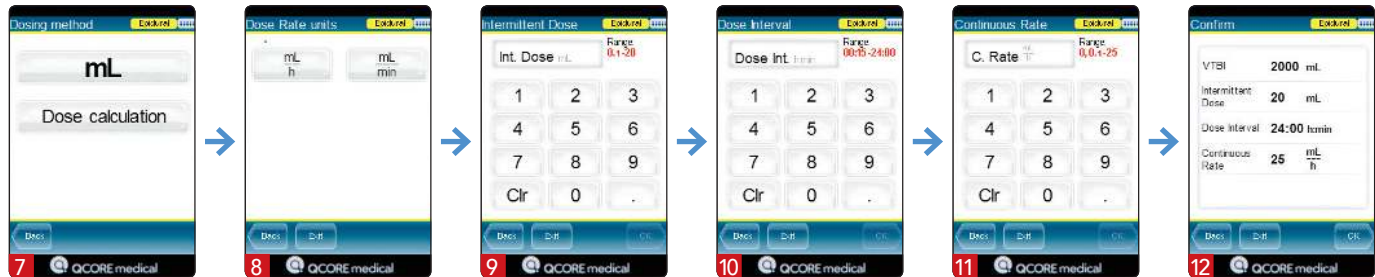 Dosing method
Epidural
mL
Dose calculation
Back
7
QCORE medical
Dose Rate units
Epidural
mL
h
mL
min
Back
Exit
8
QCORE medical
Intermittent Dose
Epidural
Int. Dose mL
Range
0.1-20
1 2 3
4 5 6
7 8 9
Clr 0 .
Back
Exit
OK
9
QCORE medical
Dose Interval
Epidural
Dose Int. h:min
Range
00:15-24:00
1 2 3
4 5 6
7 8 9
Clr 0 .
Back
Exit
OK
10
QCORE medical
Continuous Rate
Epidural
C. Rate mL
h
Range
0, 0.1-25
1 2 3
4 5 6
7 8 9
Clr 0 .
Back
Exit
OK
11
QCORE medical
Confirm
Epidural
VTBI 2000 mL
Intermittent
Dose 20 mL
Dose Interval 24:00 h:min
Continuous
Rate 25 mL
h
Back
Exit
OK
12
QCORE medical